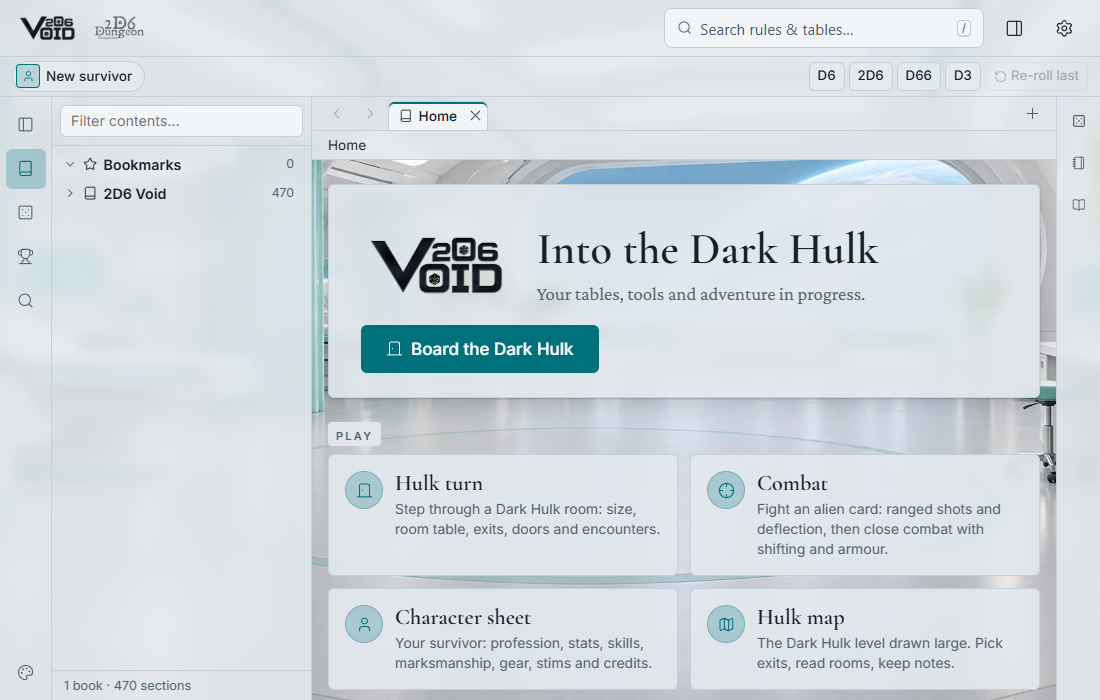 V2D6 VOID
2D6 Dungeon
Search rules & tables...
/
New survivor
D6
2D6
D66
D3
Re-roll last
Filter contents...
Bookmarks
0
2D6 Void
470
1 book · 470 sections
Home
Home
2D6 VOID
Into the Dark Hulk
Your tables, tools and adventure in progress.
Board the Dark Hulk
PLAY
Hulk turn
Step through a Dark Hulk room: size,
room table, exits, doors and encounters.
Combat
Fight an alien card: ranged shots and
deflection, then close combat with
shifting and armour.
Character sheet
Your survivor: profession, stats, skills,
marksmanship, gear, stims and credits.
Hulk map
The Dark Hulk level drawn large. Pick
exits, read rooms, keep notes.